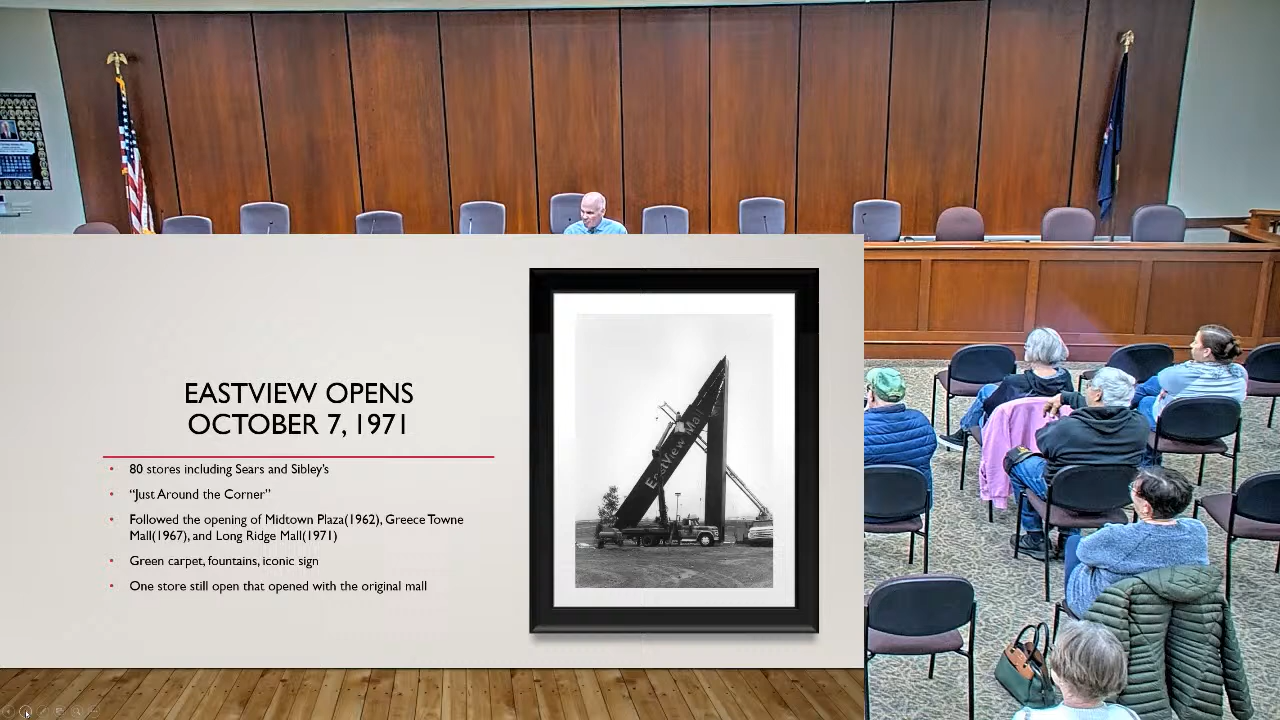 EASTVIEW OPENS
OCTOBER 7, 1971
• 80 stores including Sears and Sibley's
• "Just Around the Corner"
• Followed the opening of Midtown Plaza(1962), Greece Towne
Mall(1967), and Long Ridge Mall(1971)
• Green carpet, fountains, iconic sign
• One store still open that opened with the original mall
EastView Mall